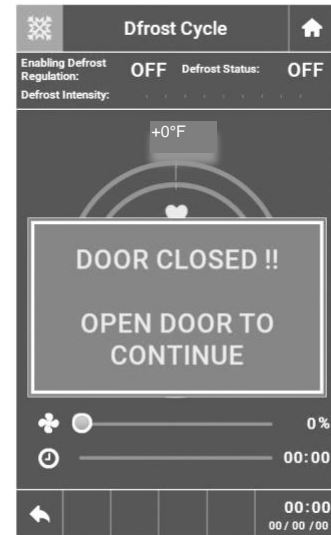 Dfrost Cycle
Enabling Defrost Regulation: OFF Defrost Status: OFF
Defrost Intensity:
+0°F
DOOR CLOSED !!
OPEN DOOR TO
CONTINUE
0%
00:00
00:00
00/ 00 /00